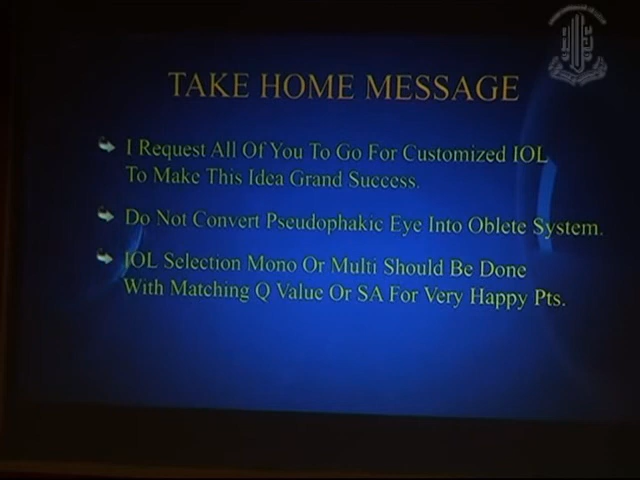 TAKE HOME MESSAGE
I Request All Of You To Go For Customized IOL
To Make This Idea Grand Success.
Do Not Convert Pseudophakic Eye Into Oblete System.
IOL Selection Mono Or Multi Should Be Done
With Matching Q Value Or SA For Very Happy Pts.